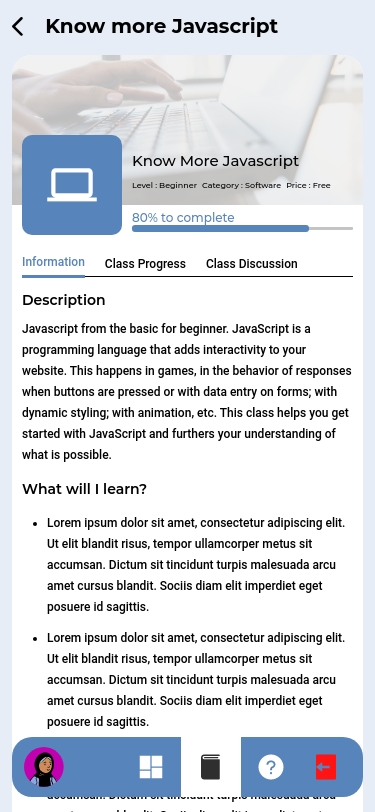 Know more Javascript
Know More Javascript
Level : Beginner  Category : Software  Price : Free
80% to complete
Information
Class Progress
Class Discussion
Description
Javascript from the basic for beginner. JavaScript is a
programming language that adds interactivity to your
website. This happens in games, in the behavior of responses
when buttons are pressed or with data entry on forms; with
dynamic styling; with animation, etc. This class helps you get
started with JavaScript and furthers your understanding of
what is possible.
What will I learn?
• Lorem ipsum dolor sit amet, consectetur adipiscing elit.
Ut elit blandit risus, tempor ullamcorper metus sit
accumsan. Dictum sit tincidunt turpis malesuada arcu
amet cursus blandit. Sociis diam elit imperdiet eget
posuere id sagittis.
• Lorem ipsum dolor sit amet, consectetur adipiscing elit.
Ut elit blandit risus, tempor ullamcorper metus sit
accumsan. Dictum sit tincidunt turpis malesuada arcu
amet cursus blandit. Sociis diam elit imperdiet eget
posuere id sagittis.
?